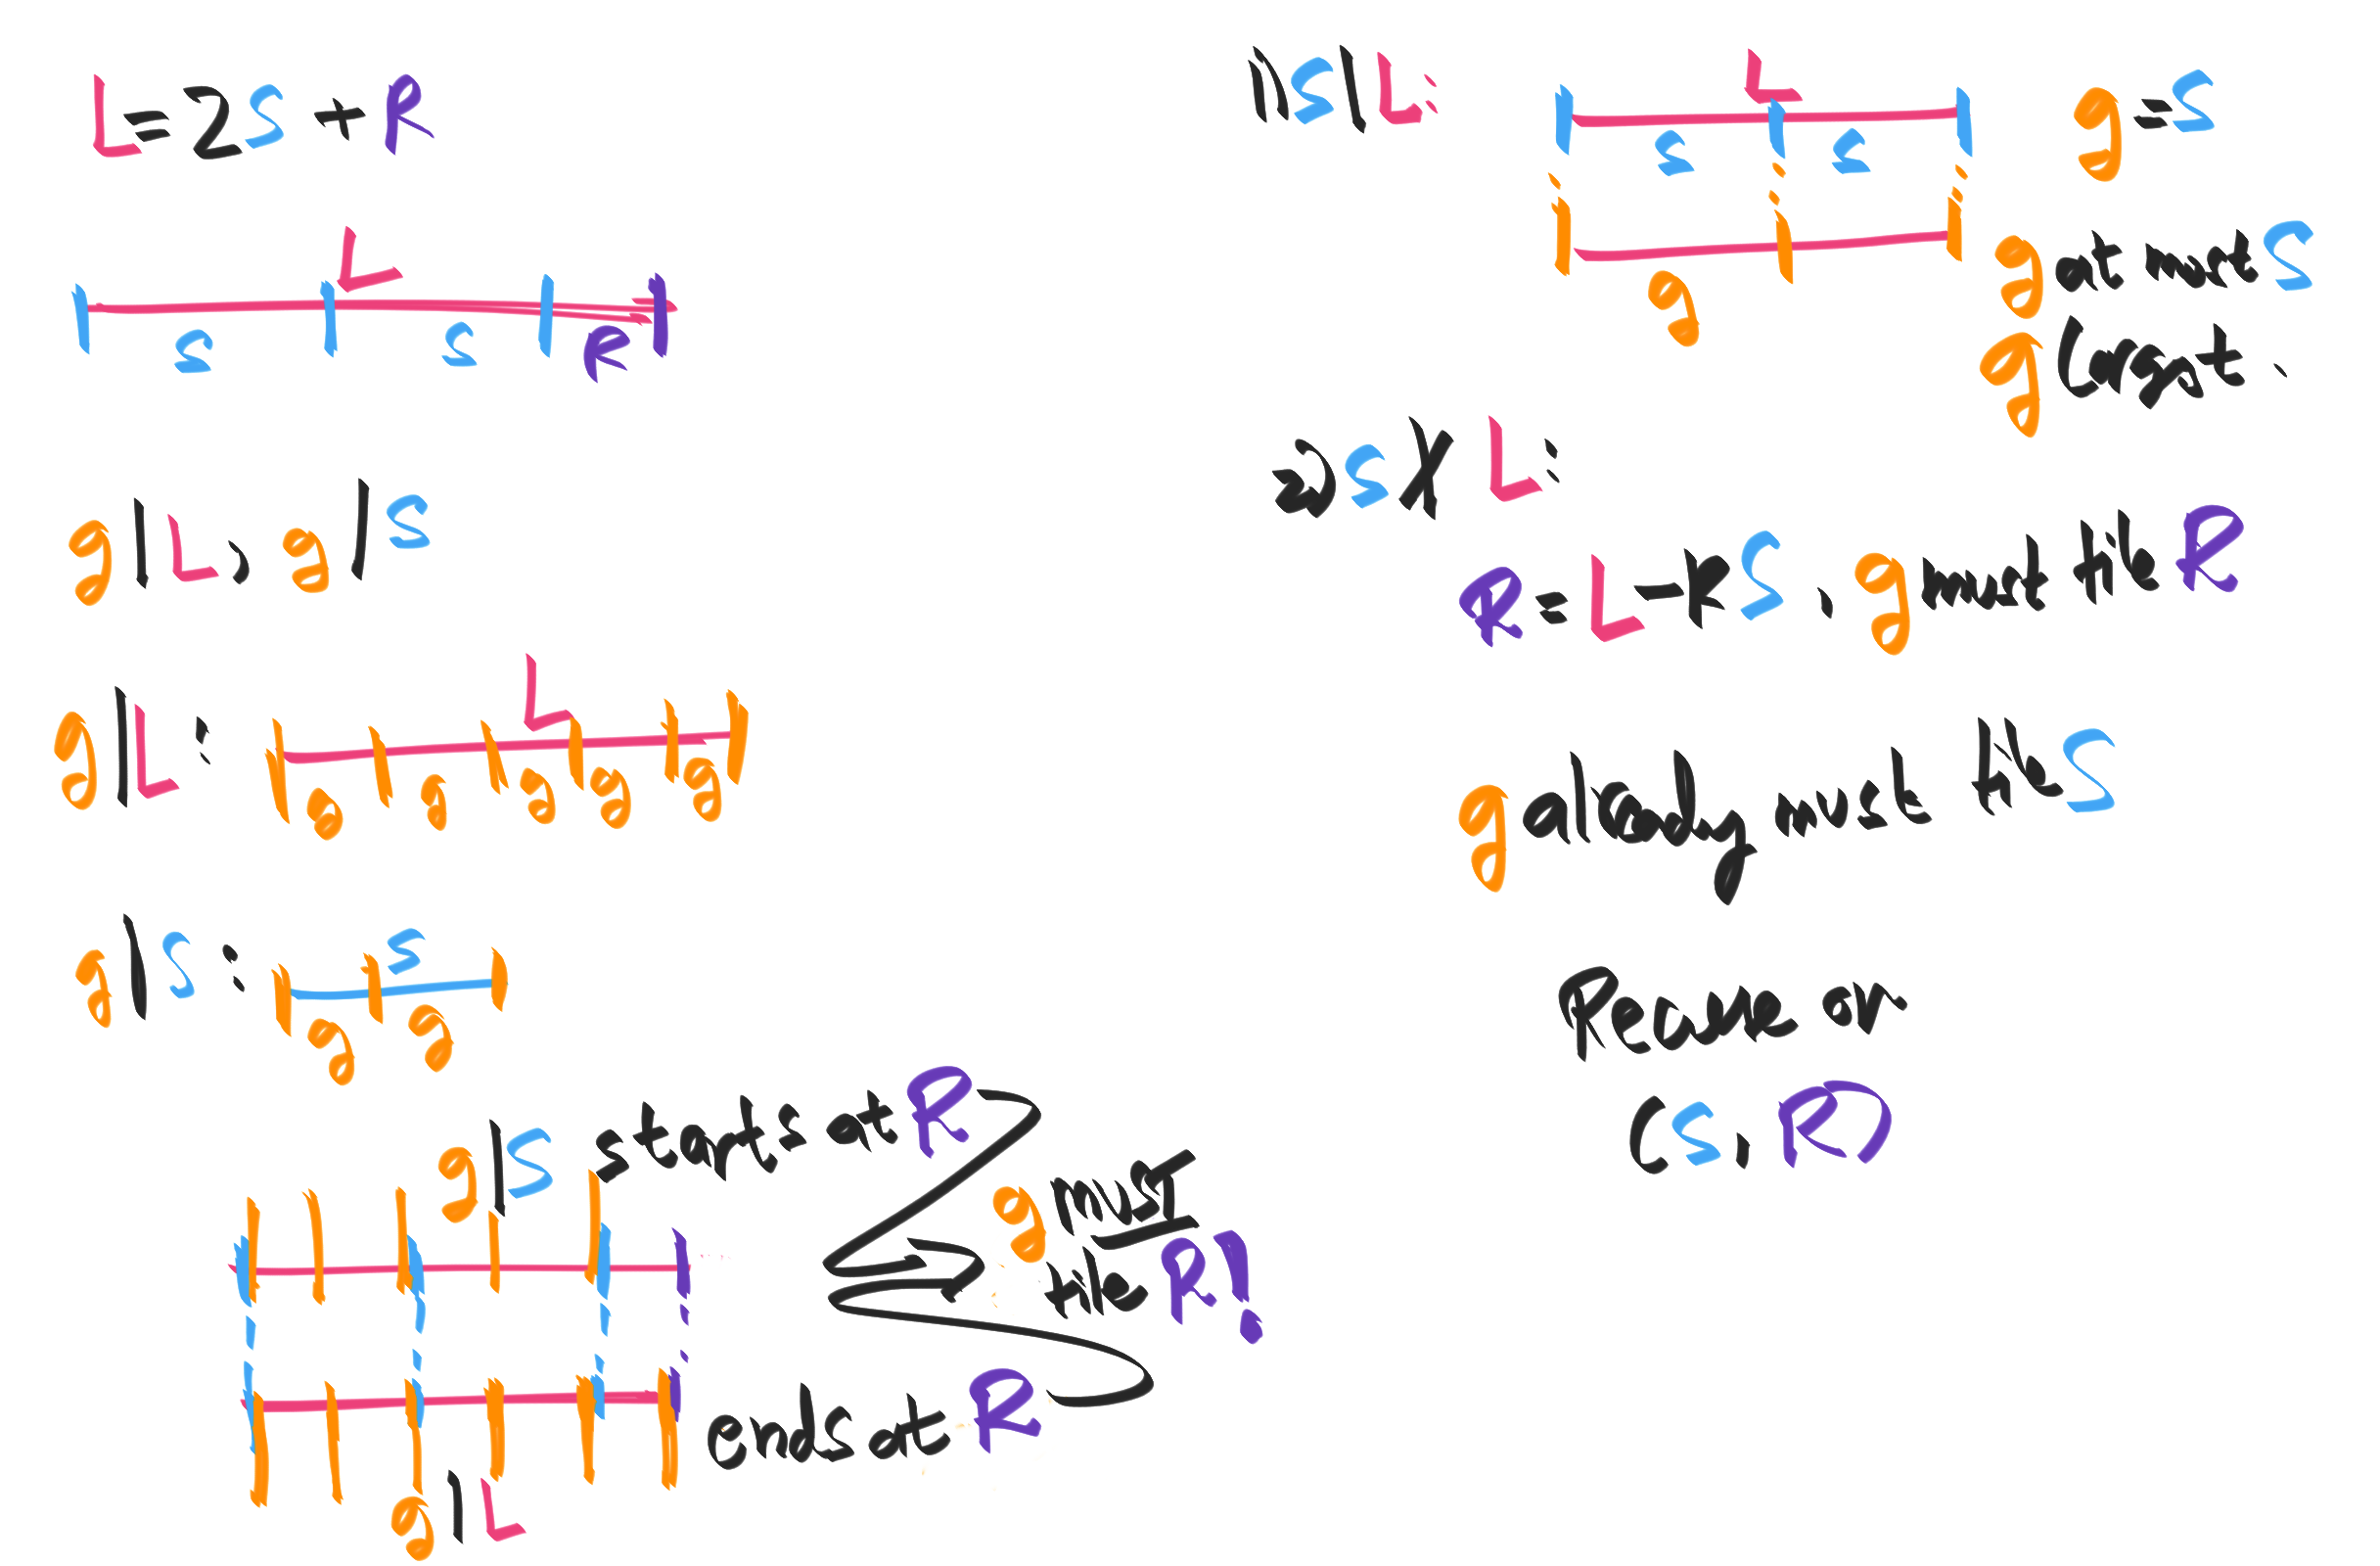 L=2S+R
L
S S R
g|L, g|S
g|L:
L
g g g g g
g|S:
S
g g
g|S starts at R
g must
tile R!
ends at R
g|L
1) S|L:
L
S S
g=S
g
g at most S
g largest.
2) S∤L:
R=L-kS, g must tile R
g already must tile S
Recurse on
(S, R)